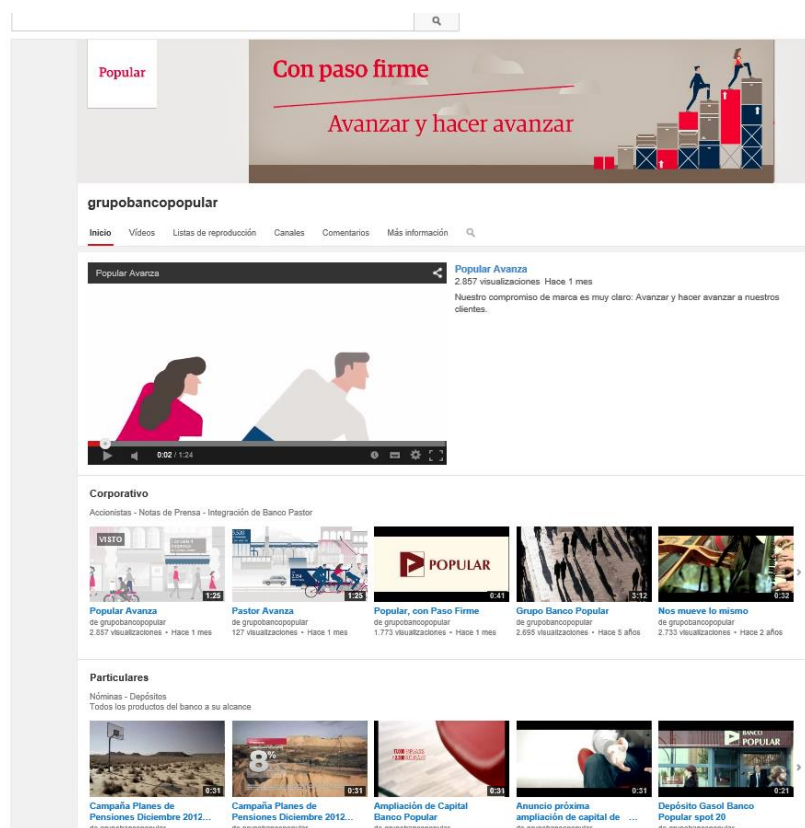 Popular
Con paso firme
Avanzar y hacer avanzar
grupobancopopular
Inicio Vídeos Listas de reproducción Canales Comentarios Más información
Popular Avanza
Popular Avanza
2.857 visualizaciones Hace 1 mes
Nuestro compromiso de marca es muy claro: Avanzar y hacer avanzar a nuestros
clientes.
0:02 / 1:24
Corporativo
Accionistas - Notas de Prensa - Integración de Banco Pastor
VISTO
POPULAR
1:25 1:25 0:41 3:12 0:32
Popular Avanza Pastor Avanza Popular, con Paso Firme Grupo Banco Popular Nos mueve lo mismo
de grupobancopopular de grupobancopopular de grupobancopopular de grupobancopopular de grupobancopopular
2.857 visualizaciones • Hace 1 mes 127 visualizaciones • Hace 1 mes 1.773 visualizaciones • Hace 1 mes 2.695 visualizaciones • Hace 5 años 2.733 visualizaciones • Hace 2 años
Particulares
Nóminas - Depósitos
Todos los productos del banco a su alcance
BANCO
POPULAR
8%
0:31 0:31 0:31 0:31 0:21
Campaña Planes de Campaña Planes de Ampliación de Capital Anuncio próxima Depósito Gasol Banco
Pensiones Diciembre 2012... Pensiones Diciembre 2012... Banco Popular ampliación de capital de ... Popular spot 20